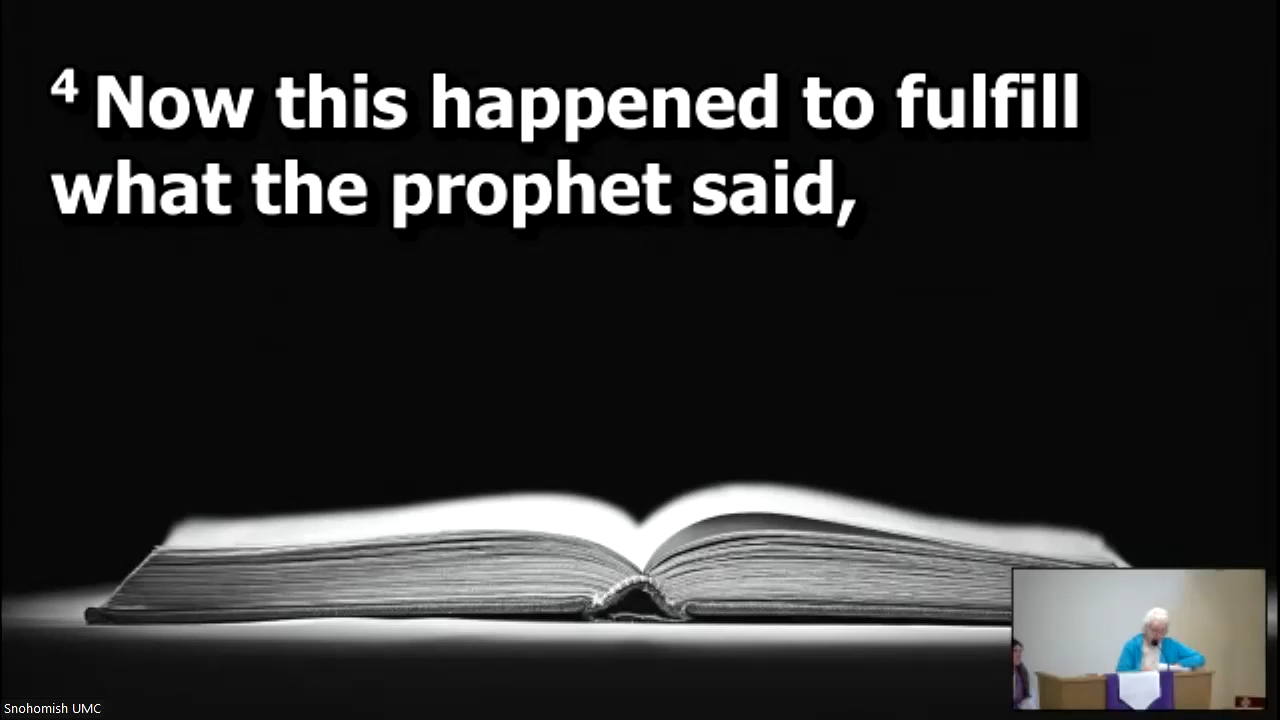 4 Now this happened to fulfill
what the prophet said,
Snohomish UMC